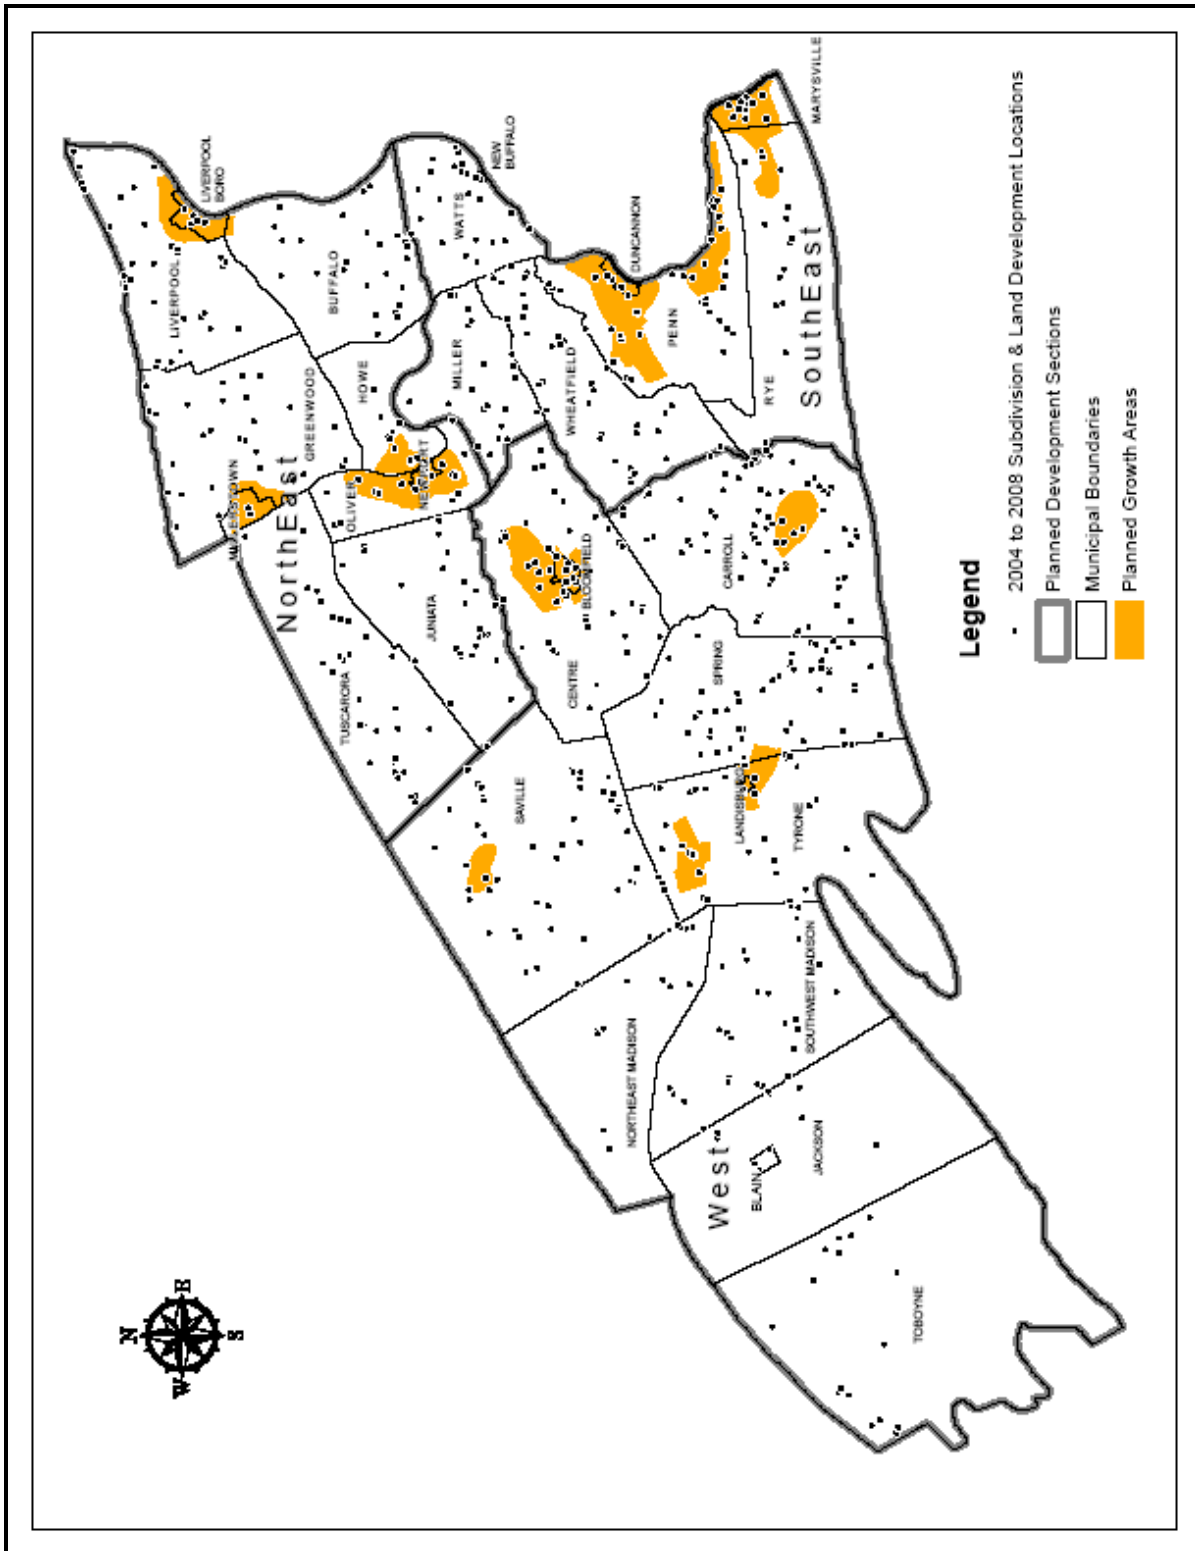 N
W
E
S
NorthEast
SouthEast
West
LIVERPOOL
BORO
LIVERPOOL
BUFFALO
WATTS
NEW
BUFFALO
GREENWOOD
HOWE
MILLERSTOWN
OLIVER
NEWPORT
MILLER
WHEATFIELD
DUNCANNON
PENN
RYE
MARYSVILLE
TUSCARORA
JUNIATA
CENTRE
BLOOMFIELD
CARROLL
SPRING
SAVILLE
LANDISBURG
TYRONE
NORTHEAST MADISON
SOUTHWEST MADISON
BLAIN
JACKSON
TOBOYNE
Legend
2004 to 2008 Subdivision & Land Development Locations
Planned Development Sections
Municipal Boundaries
Planned Growth Areas